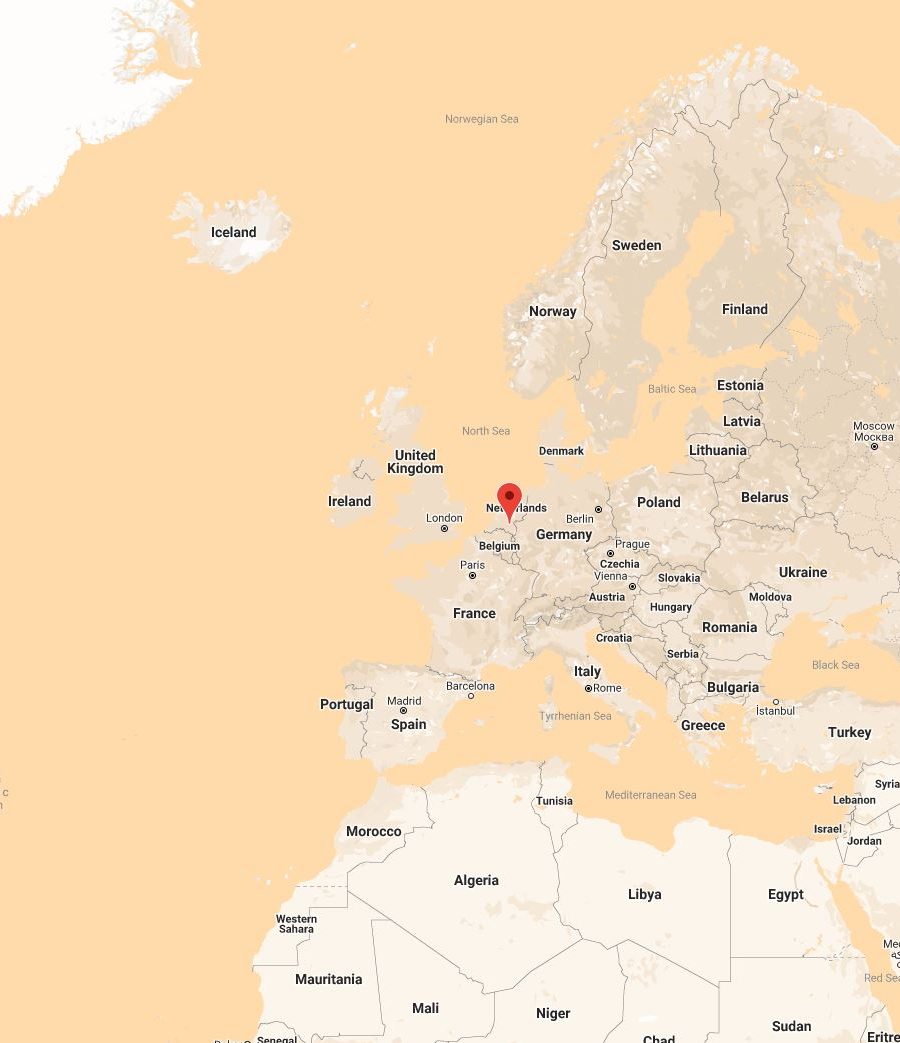 Norwegian Sea
Iceland
Sweden
Norway
Finland
Baltic Sea
Estonia
Latvia
Moscow
Москва
North Sea
Denmark
Lithuania
United
Kingdom
Ireland
Poland
Belarus
London
Berlin
Germany
Belgium
Prague
Paris
Czechia
Vienna
Slovakia
Ukraine
Austria
Moldova
France
Hungary
Romania
Croatia
Serbia
Black Sea
Italy
Barcelona
Rome
Bulgaria
Portugal
Madrid
Spain
Tyrrhenian Sea
İstanbul
Greece
Turkey
Mediterranean Sea
Syria
Tunisia
Lebanon
Morocco
Israel
Jordan
Algeria
Libya
Egypt
Western
Sahara
Mauritania
Red Sea
Mali
Niger
Sudan
Senegal
Chad
Eritre